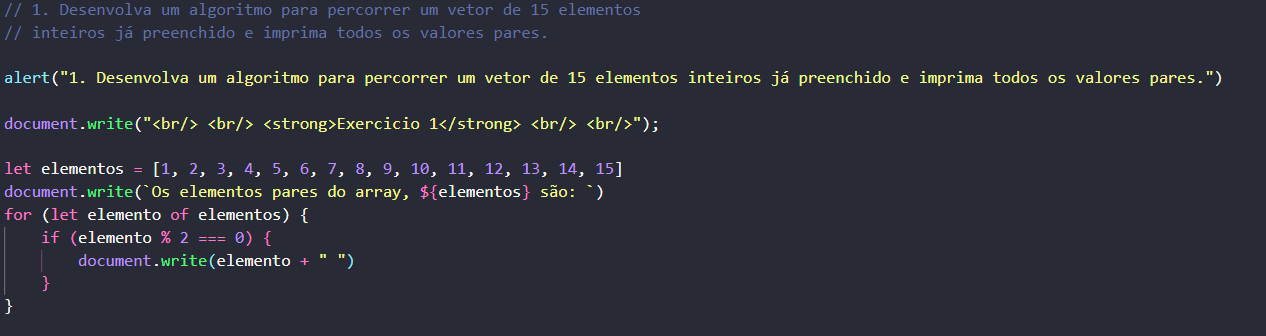 // 1. Desenvolva um algoritmo para percorrer um vetor de 15 elementos
// inteiros já preenchido e imprima todos os valores pares.
alert("1. Desenvolva um algoritmo para percorrer um vetor de 15 elementos inteiros já preenchido e imprima todos os valores pares.")
document.write("<br/> <br/> <strong>Exercicio 1</strong> <br/> <br/>");
let elementos = [1, 2, 3, 4, 5, 6, 7, 8, 9, 10, 11, 12, 13, 14, 15]
document.write(`Os elementos pares do array, ${elementos} são: `)
for (let elemento of elementos) {
    if (elemento % 2 === 0) {
        document.write(elemento + " ")
    }
}